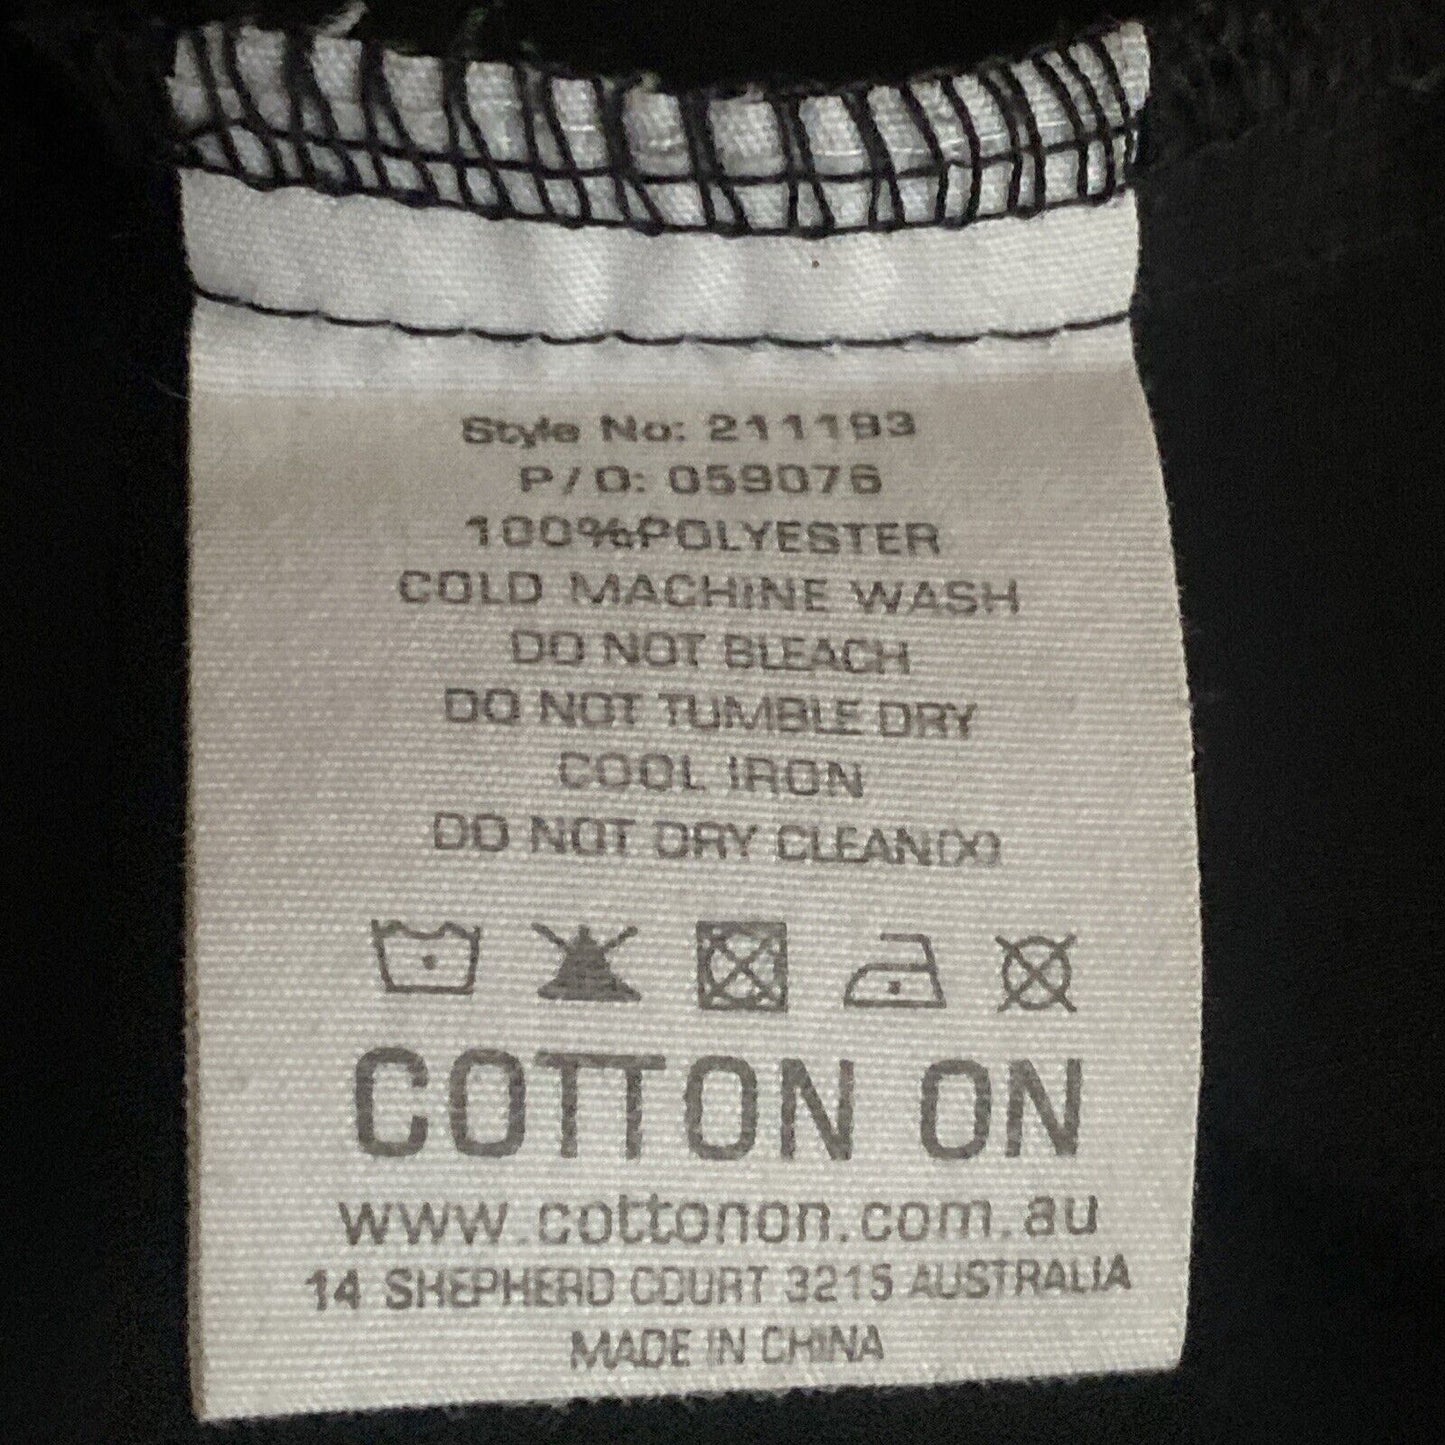 Style No: 211193
P/O: 059076
100%POLYESTER
COLD MACHINE WASH
DO NOT BLEACH
DO NOT TUMBLE DRY
COOL IRON
DO NOT DRY CLEANDO
COTTON ON
www.cottonon.com.au
14 SHEPHERD COURT 3215 AUSTRALIA
MADE IN CHINA